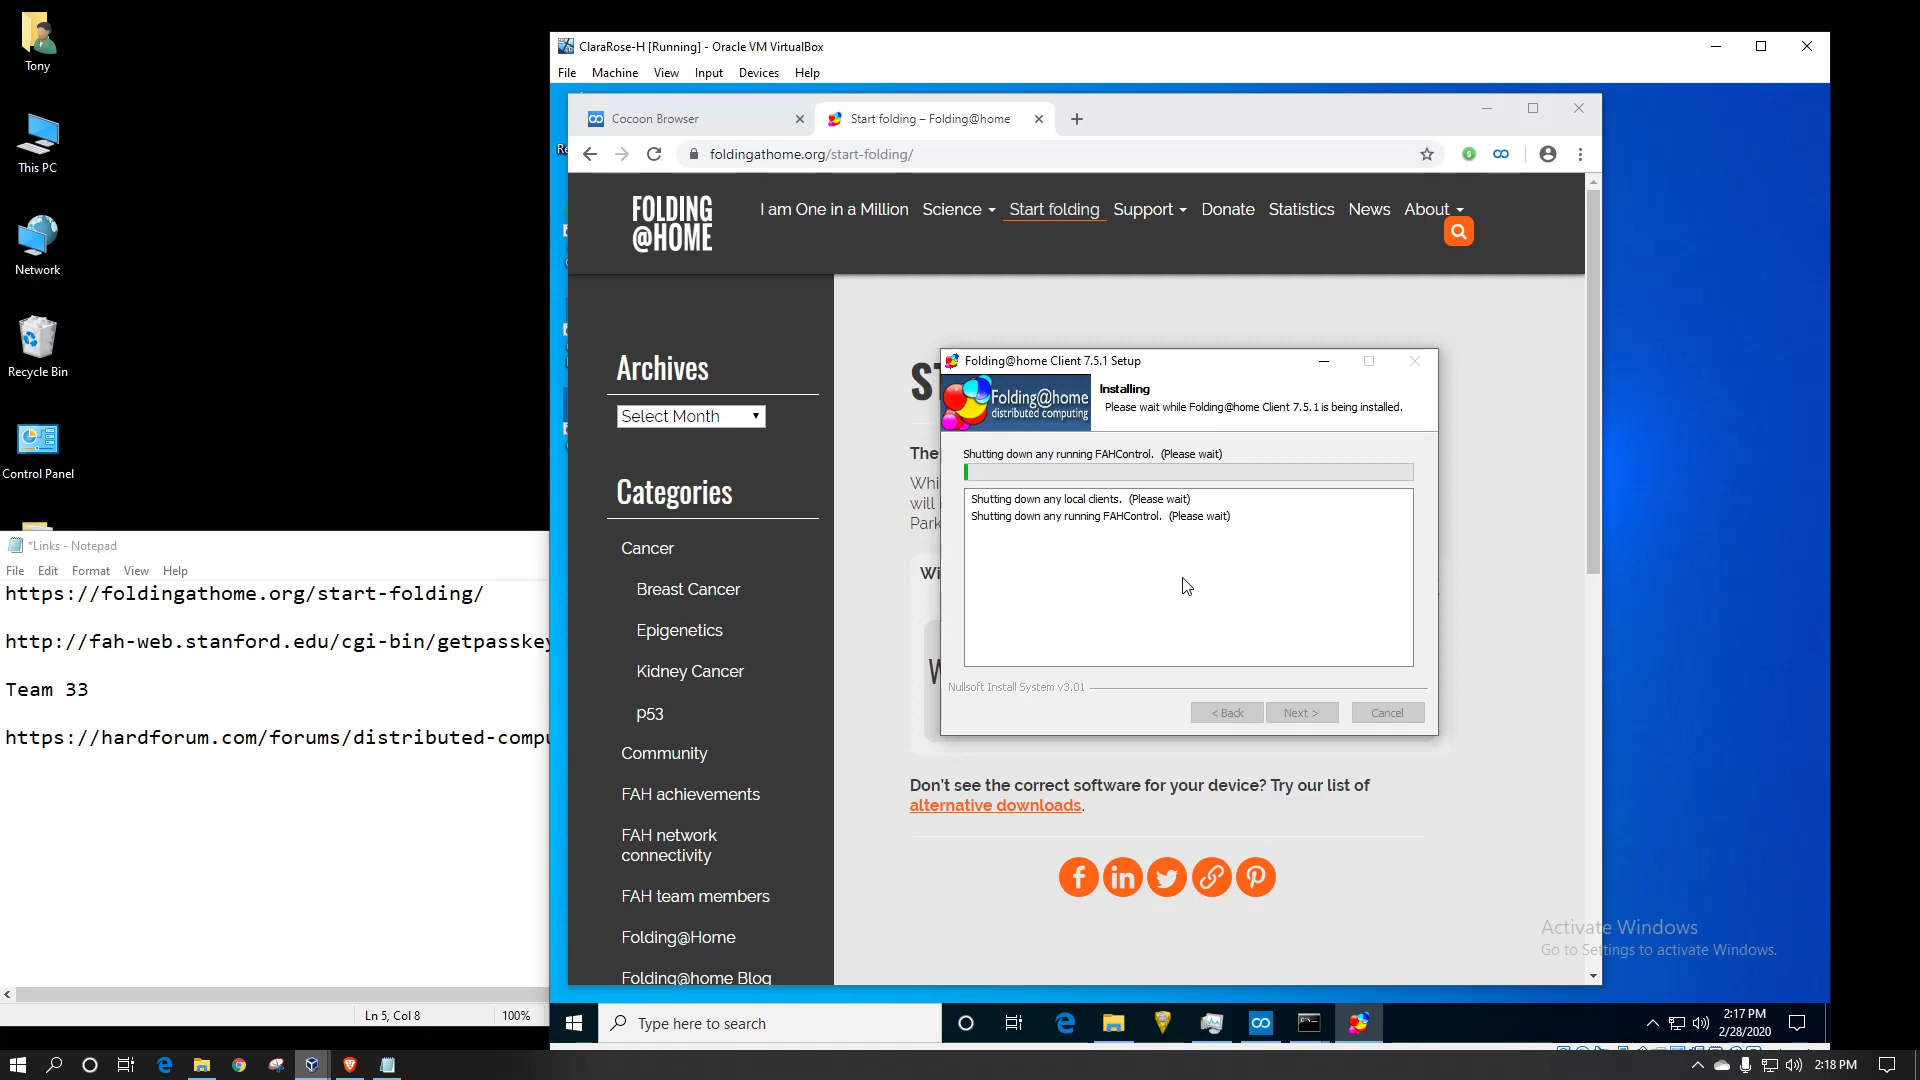 Tony
This PC
Network
Recycle Bin
Control Panel
*Links - Notepad
File Edit Format View Help
https://foldingathome.org/start-folding/
http://fah-web.stanford.edu/cgi-bin/getpasskey
Team 33
https://hardforum.com/forums/distributed-compu
Ln 5, Col 8 100%
ClaraRose-H [Running] - Oracle VM VirtualBox
File Machine View Input Devices Help
Cocoon Browser
Start folding – Folding@home
foldingathome.org/start-folding/
FOLDING
@HOME
I am One in a Million Science Start folding Support Donate Statistics News About
Archives
Select Month
Categories
Cancer
Breast Cancer
Epigenetics
Kidney Cancer
p53
Community
FAH achievements
FAH network
connectivity
FAH team members
Folding@Home
Folding@home Blog
The
will
Park
Folding@home Client 7.5.1 Setup
Folding@home
distributed computing
Installing
Please wait while Folding@home Client 7.5.1 is being installed.
Shutting down any running FAHControl. (Please wait)
Shutting down any local clients. (Please wait)
Shutting down any running FAHControl. (Please wait)
Nullsoft Install System v3.01
< Back Next > Cancel
Don't see the correct software for your device? Try our list of
alternative downloads.
Activate Windows
Go to Settings to activate Windows.
Type here to search
2:17 PM
2/28/2020
2:18 PM